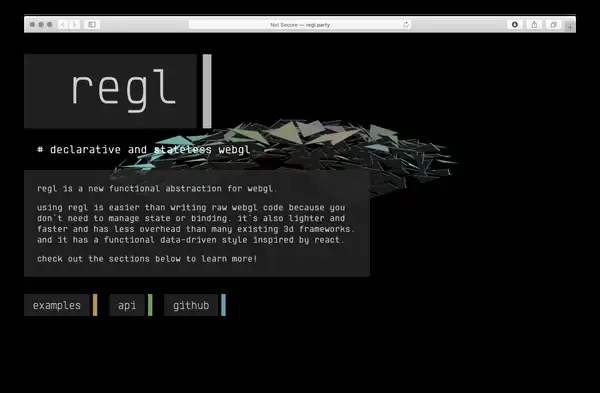 Not Secure — regl.party
regl
# declarative and stateless webgl
regl is a new functional abstraction for webgl.
using regl is easier than writing raw webgl code because you
don't need to manage state or binding. it's also lighter and
faster and has less overhead than many existing 3d frameworks.
and it has a functional data-driven style inspired by react.
check out the sections below to learn more!
examples api github